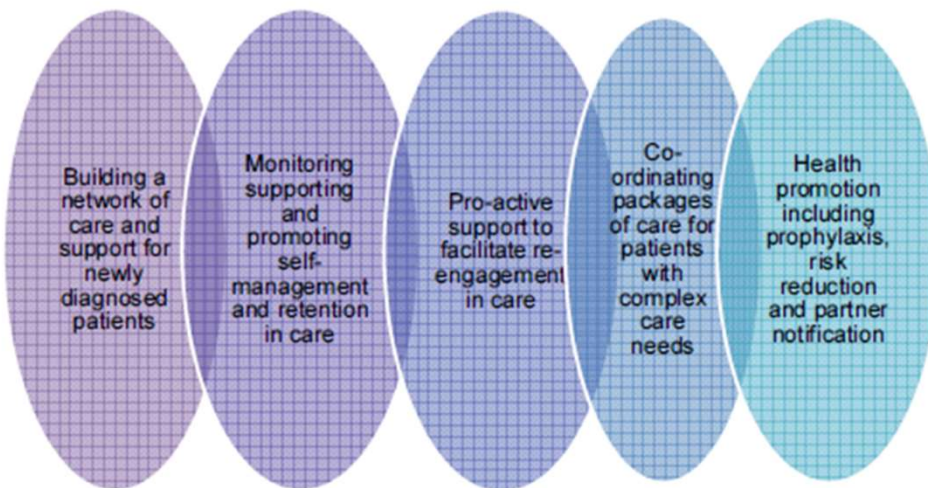 Building a
network of
care and
support for
newly
diagnosed
patients
Monitoring
supporting
and
promoting
self-
management
and retention
in care
Pro-active
support to
facilitate re-
engagement
in care
Co-
ordinating
packages
of care for
patients
with
complex
care
needs
Health
promotion
including
prophylaxis,
risk
reduction
and partner
notification